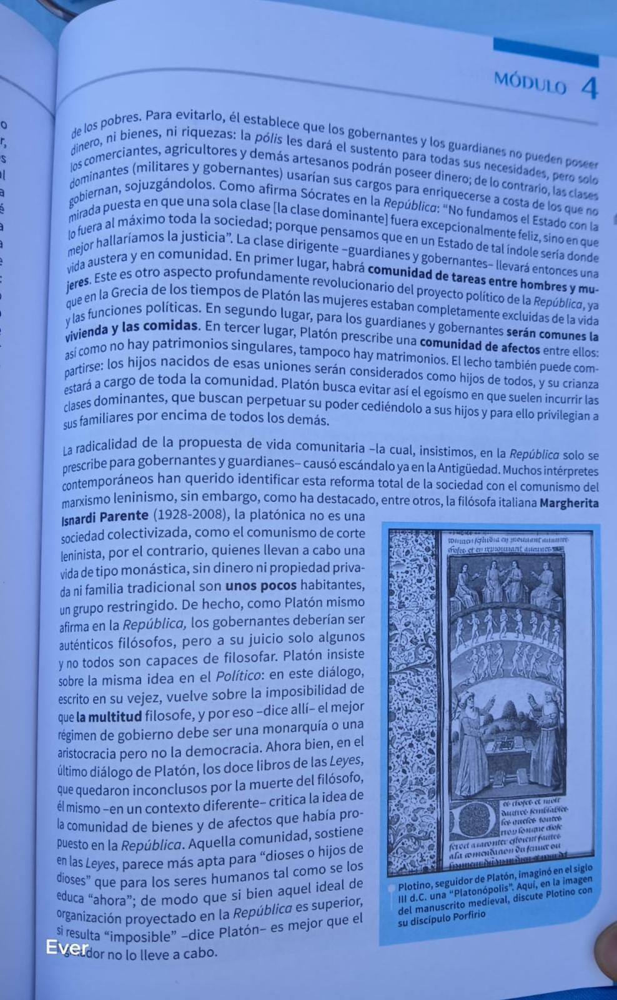 MÓDULO 4
de los pobres. Para evitarlo, él establece que los gobernantes y los guardianes no pueden poseer
dinero, ni bienes, ni riquezas: la pólis les dará el sustento para todas sus necesidades, pero solo
los comerciantes, agricultores y demás artesanos podrán poseer dinero; de lo contrario, las clases
dominantes (militares y gobernantes) usarían sus cargos para enriquecerse a costa de los que no
gobiernan, sojuzgándolos. Como afirma Sócrates en la República: “No fundamos el Estado con la
mirada puesta en que una sola clase [la clase dominante] fuera excepcionalmente feliz, sino en que
lo fuera al máximo toda la sociedad; porque pensamos que en un Estado de tal índole sería donde
mejor hallaríamos la justicia”. La clase dirigente –guardianes y gobernantes– llevará entonces una
vida austera y en comunidad. En primer lugar, habrá comunidad de tareas entre hombres y mu-
jeres. Este es otro aspecto profundamente revolucionario del proyecto político de la República, ya
que en la Grecia de los tiempos de Platón las mujeres estaban completamente excluidas de la vida
y las funciones políticas. En segundo lugar, para los guardianes y gobernantes serán comunes la
vivienda y las comidas. En tercer lugar, Platón prescribe una comunidad de afectos entre ellos:
así como no hay patrimonios singulares, tampoco hay matrimonios. El lecho también puede com-
partirse: los hijos nacidos de esas uniones serán considerados como hijos de todos, y su crianza
estará a cargo de toda la comunidad. Platón busca evitar así el egoísmo en que suelen incurrir las
clases dominantes, que buscan perpetuar su poder cediéndolo a sus hijos y para ello privilegian a
sus familiares por encima de todos los demás.
La radicalidad de la propuesta de vida comunitaria –la cual, insistimos, en la República solo se
prescribe para gobernantes y guardianes– causó escándalo ya en la Antigüedad. Muchos intérpretes
contemporáneos han querido identificar esta reforma total de la sociedad con el comunismo del
marxismo leninismo, sin embargo, como ha destacado, entre otros, la filósofa italiana Margherita
Isnardi Parente (1928-2008), la platónica no es una
sociedad colectivizada, como el comunismo de corte
leninista, por el contrario, quienes llevan a cabo una
vida de tipo monástica, sin dinero ni propiedad priva-
da ni familia tradicional son unos pocos habitantes,
un grupo restringido. De hecho, como Platón mismo
afirma en la República, los gobernantes deberían ser
auténticos filósofos, pero a su juicio solo algunos
y no todos son capaces de filosofar. Platón insiste
sobre la misma idea en el Político: en este diálogo,
escrito en su vejez, vuelve sobre la imposibilidad de
que la multitud filosofe, y por eso –dice allí– el mejor
régimen de gobierno debe ser una monarquía o una
aristocracia pero no la democracia. Ahora bien, en el
último diálogo de Platón, los doce libros de las Leyes,
que quedaron inconclusos por la muerte del filósofo,
él mismo –en un contexto diferente– critica la idea de
la comunidad de bienes y de afectos que había pro-
puesto en la República. Aquella comunidad, sostiene
en las Leyes, parece más apta para “dioses o hijos de
dioses” que para los seres humanos tal como se los
educa “ahora”; de modo que si bien aquel ideal de
organización proyectado en la República es superior,
si resulta “imposible” –dice Platón– es mejor que el
no lo lleve a cabo.
Plotino, seguidor de Platón, imaginó en el siglo
III d.C. una “Platonópolis”. Aquí, en la imagen
del manuscrito medieval, discute Plotino con
su discípulo Porfirio
Ever